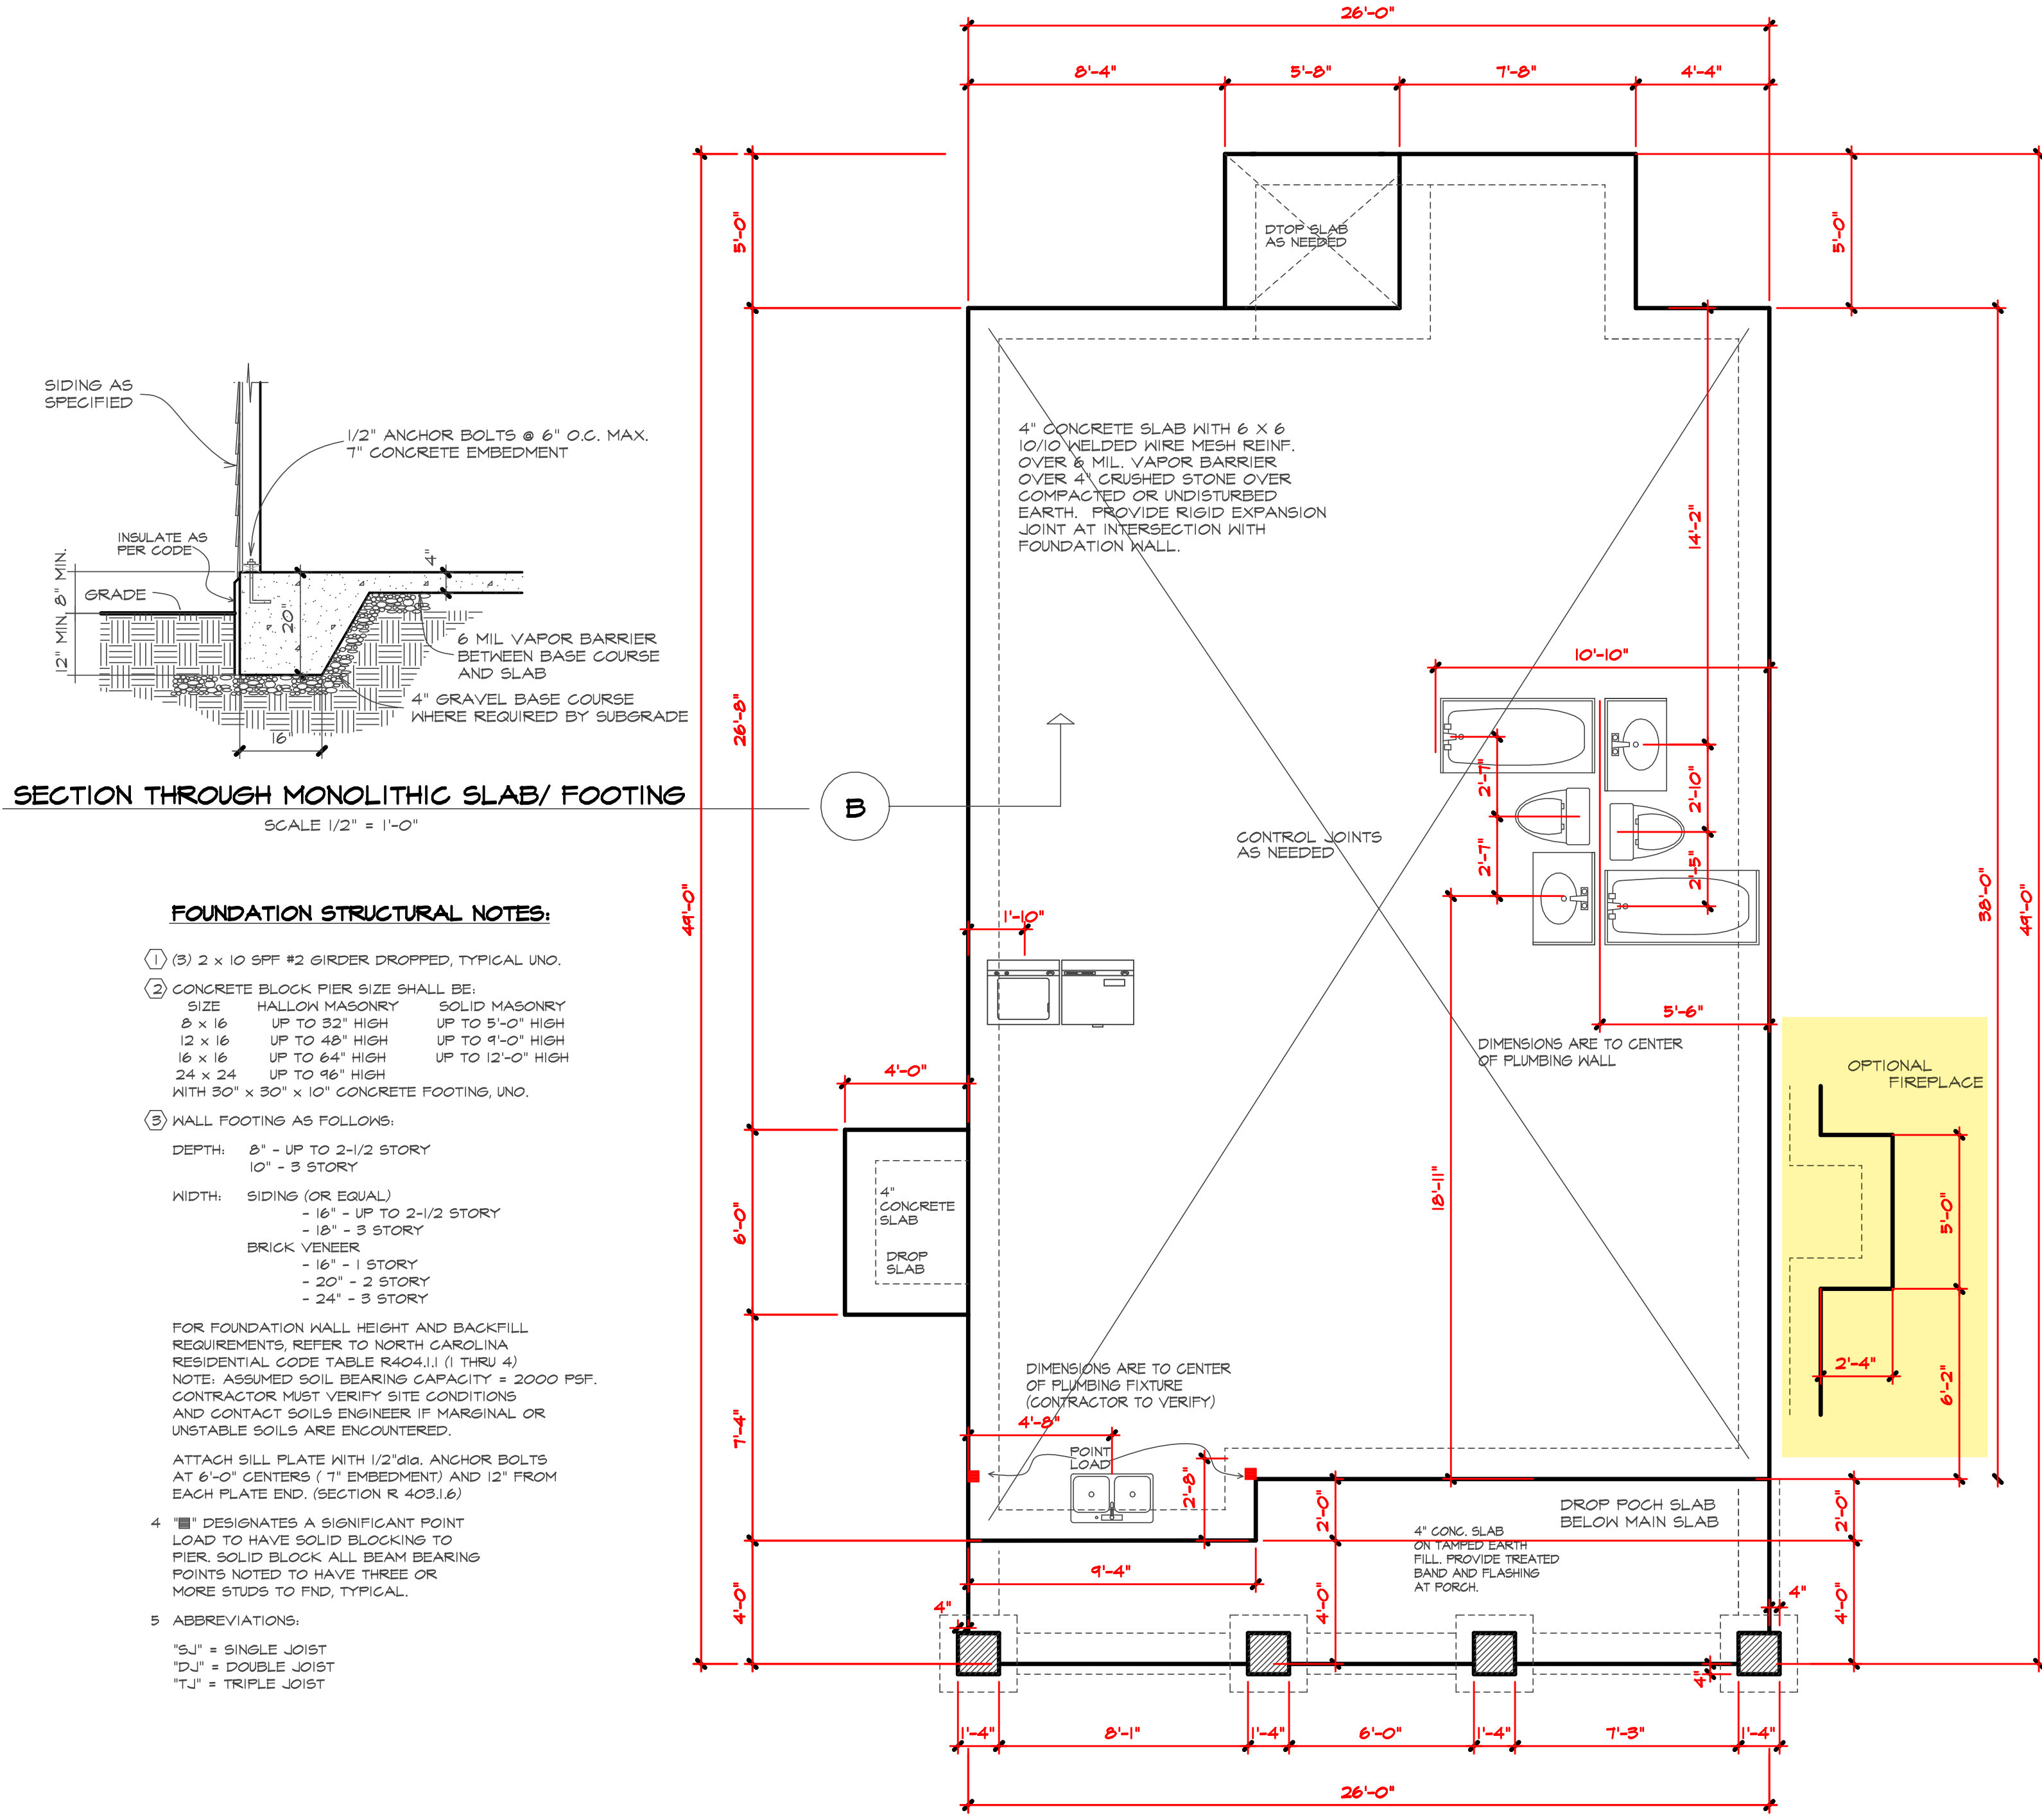 26'-0"
8'-4"
5'-8"
7'-8"
4'-4"
5'-0"
5'-0"
DTOP SLAB
AS NEEDED
SIDING AS
SPECIFIED
1/2" ANCHOR BOLTS @ 6" O.C. MAX.
7" CONCRETE EMBEDMENT
INSULATE AS
PER CODE
8" MIN.
12" MIN.
GRADE
20"
4"
6 MIL VAPOR BARRIER
BETWEEN BASE COURSE
AND SLAB
4" GRAVEL BASE COURSE
WHERE REQUIRED BY SUBGRADE
16"
SECTION THROUGH MONOLITHIC SLAB/ FOOTING
SCALE 1/2" = 1'-0"
B
4" CONCRETE SLAB WITH 6 X 6
10/10 WELDED WIRE MESH REINF.
OVER 6 MIL. VAPOR BARRIER
OVER 4" CRUSHED STONE OVER
COMPACTED OR UNDISTURBED
EARTH. PROVIDE RIGID EXPANSION
JOINT AT INTERSECTION WITH
FOUNDATION WALL.
14'-2"
26'-8"
10'-10"
2'-7"
2'-10"
CONTROL JOINTS
AS NEEDED
2'-7"
2'-5"
49'-0"
38'-0"
49'-0"
1'-10"
5'-6"
DIMENSIONS ARE TO CENTER
OF PLUMBING WALL
FOUNDATION STRUCTURAL NOTES:
1 (3) 2 x 10 SPF #2 GIRDER DROPPED, TYPICAL UNO.
2 CONCRETE BLOCK PIER SIZE SHALL BE:
SIZE HALLOW MASONRY SOLID MASONRY
8 x 16 UP TO 32" HIGH UP TO 5'-0" HIGH
12 x 16 UP TO 48" HIGH UP TO 9'-0" HIGH
16 x 16 UP TO 64" HIGH UP TO 12'-0" HIGH
24 x 24 UP TO 96" HIGH
WITH 30" x 30" x 10" CONCRETE FOOTING, UNO.
3 WALL FOOTING AS FOLLOWS:
DEPTH: 8" - UP TO 2-1/2 STORY
10" - 3 STORY
WIDTH: SIDING (OR EQUAL)
- 16" - UP TO 2-1/2 STORY
- 18" - 3 STORY
BRICK VENEER
- 16" - 1 STORY
- 20" - 2 STORY
- 24" - 3 STORY
FOR FOUNDATION WALL HEIGHT AND BACKFILL
REQUIREMENTS, REFER TO NORTH CAROLINA
RESIDENTIAL CODE TABLE R404.1.1 (1 THRU 4)
NOTE: ASSUMED SOIL BEARING CAPACITY = 2000 PSF.
CONTRACTOR MUST VERIFY SITE CONDITIONS
AND CONTACT SOILS ENGINEER IF MARGINAL OR
UNSTABLE SOILS ARE ENCOUNTERED.
ATTACH SILL PLATE WITH 1/2"dia. ANCHOR BOLTS
AT 6'-0" CENTERS ( 7" EMBEDMENT) AND 12" FROM
EACH PLATE END. (SECTION R 403.1.6)
4 "▦" DESIGNATES A SIGNIFICANT POINT
LOAD TO HAVE SOLID BLOCKING TO
PIER. SOLID BLOCK ALL BEAM BEARING
POINTS NOTED TO HAVE THREE OR
MORE STUDS TO FND, TYPICAL.
5 ABBREVIATIONS:
"SJ" = SINGLE JOIST
"DJ" = DOUBLE JOIST
"TJ" = TRIPLE JOIST
4'-0"
6'-0"
4"
CONCRETE
SLAB
DROP
SLAB
18'-11"
OPTIONAL
FIREPLACE
5'-0"
2'-4"
6'-2"
7'-4"
DIMENSIONS ARE TO CENTER
OF PLUMBING FIXTURE
(CONTRACTOR TO VERIFY)
4'-8"
POINT
LOAD
2'-8"
2'-0"
2'-0"
DROP POCH SLAB
BELOW MAIN SLAB
4" CONC. SLAB
ON TAMPED EARTH
FILL. PROVIDE TREATED
BAND AND FLASHING
AT PORCH.
9'-4"
4'-0"
4'-0"
4'-0"
4"
4"
4"
1'-4"
8'-1"
1'-4"
6'-0"
1'-4"
7'-3"
1'-4"
26'-0"